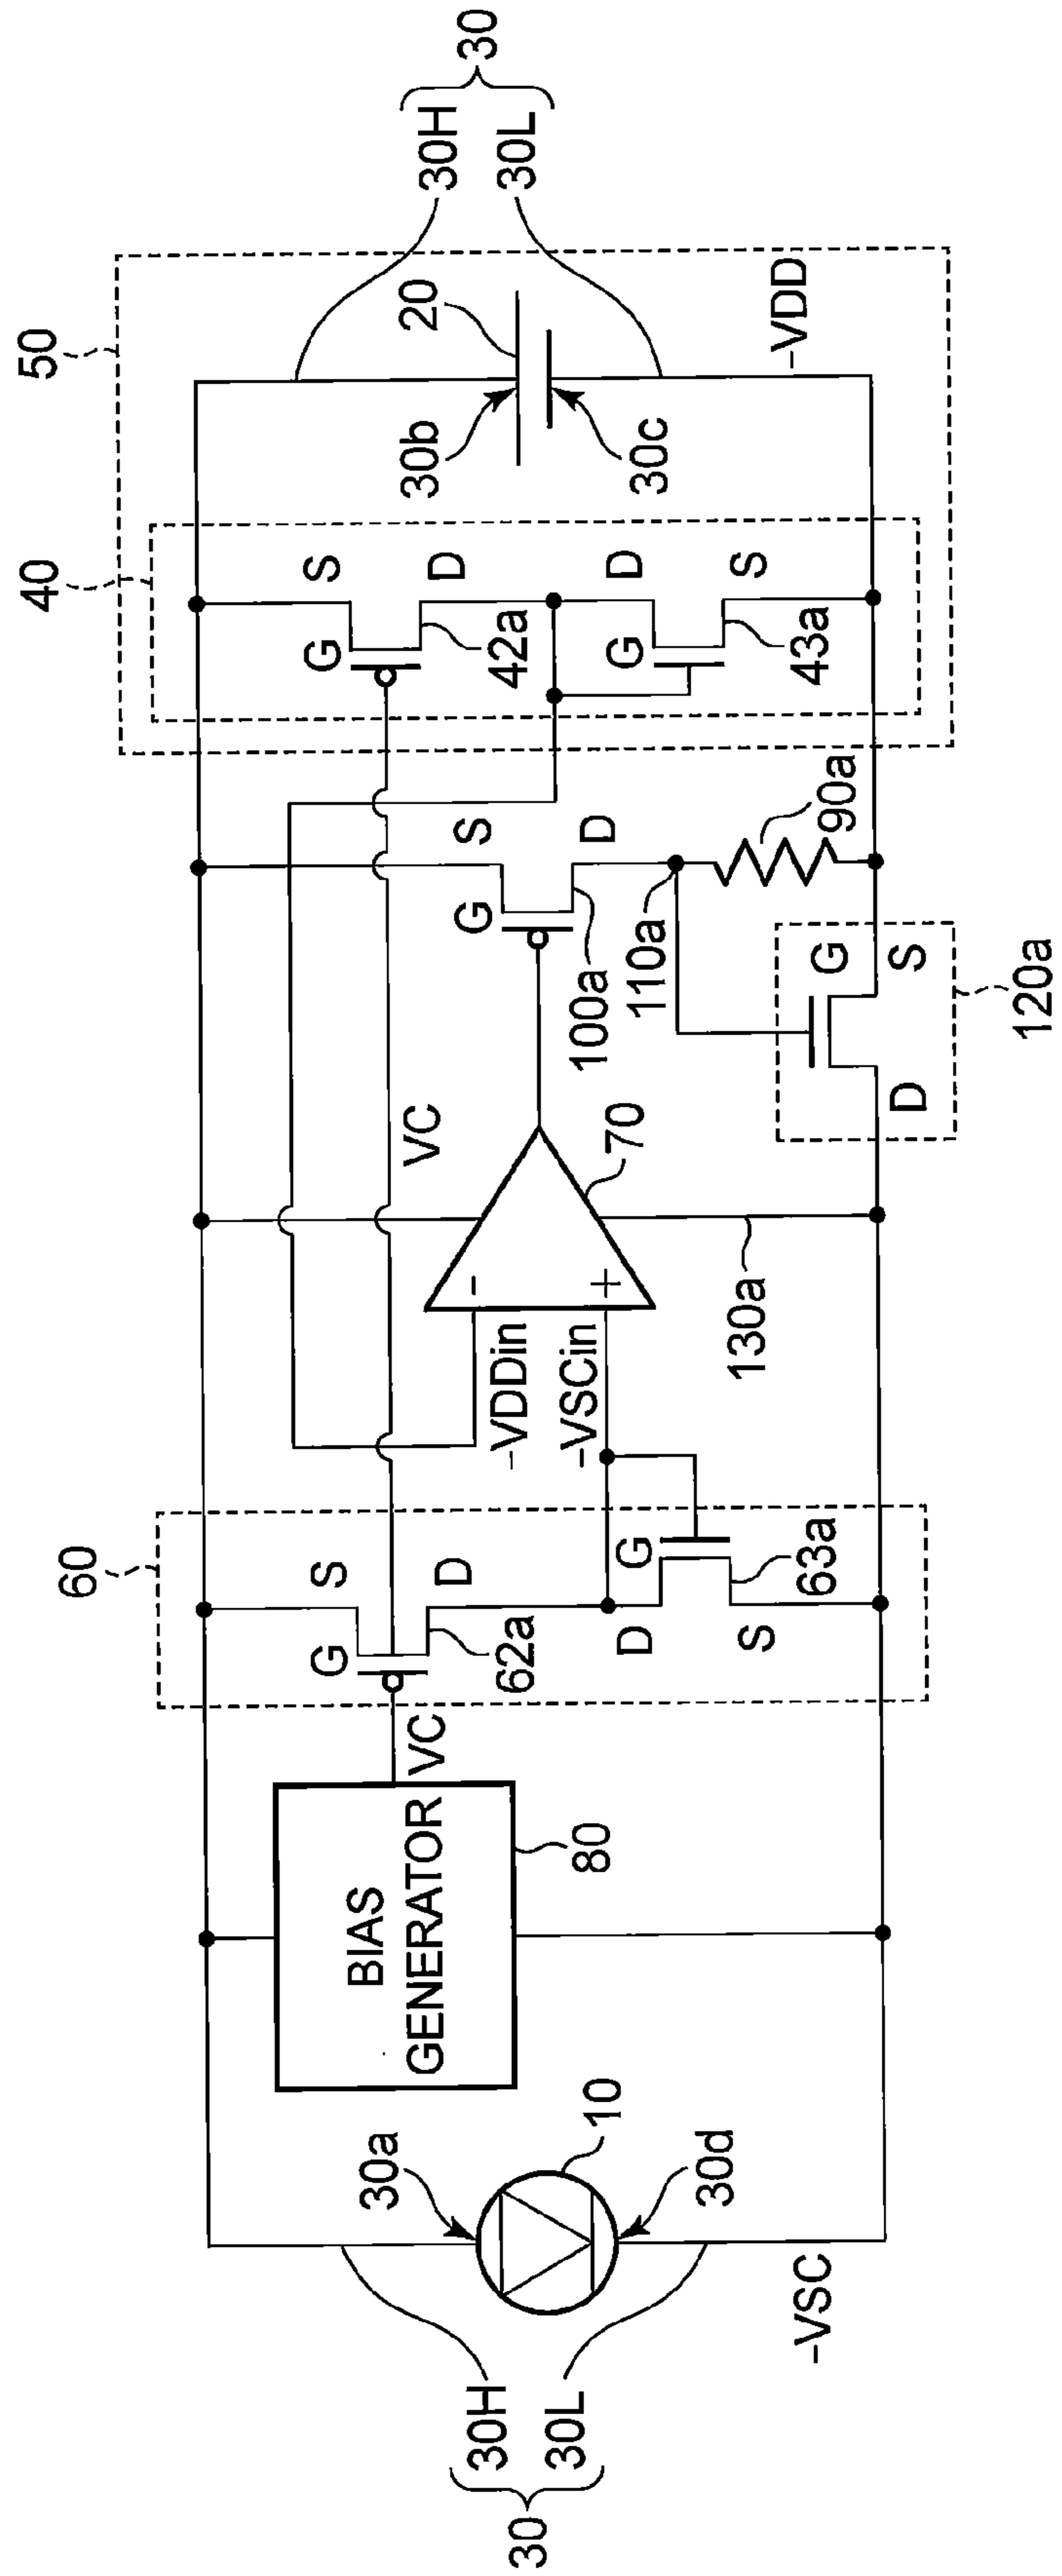 50
40
30
30H
30L
S
G
D
42a
D
G
S
43a
20
30b
30c
–VDD
60
S
G
D
62a
D
G
S
63a
VC
VC
–VDDin
–VSCin
-
+
70
130a
S
G
D
100a
110a
90a
G
S
D
120a
BIAS
GENERATOR
80
30a
10
30d
–VSC
30H
30L
30